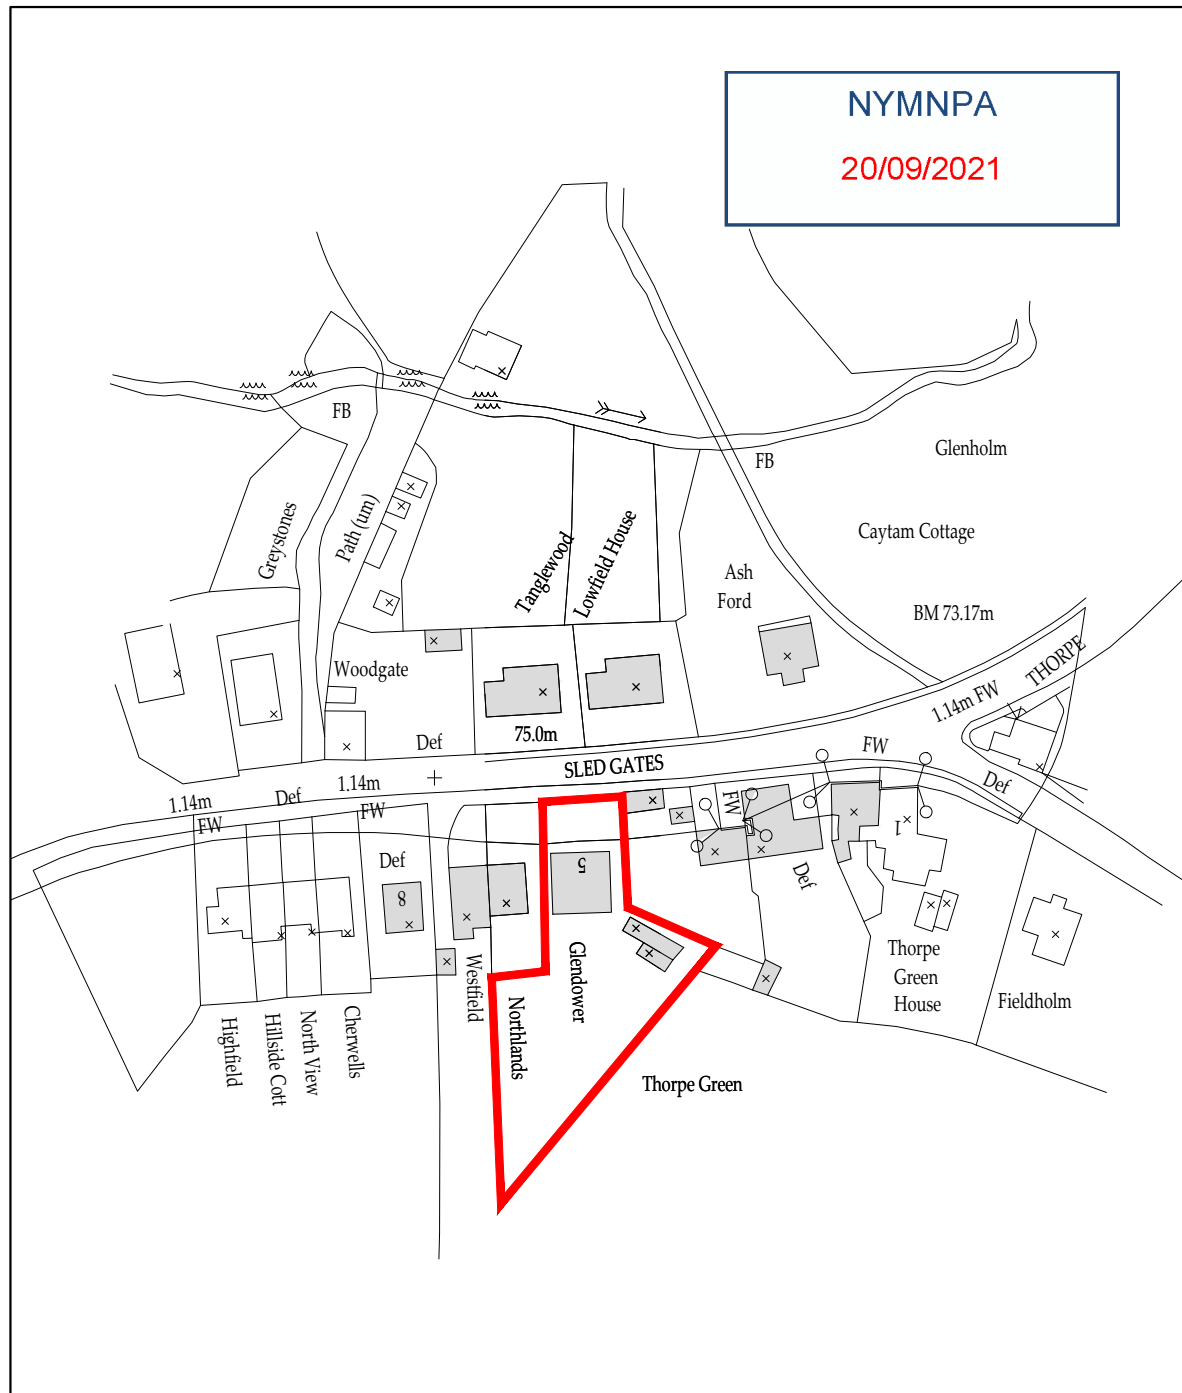 NYMNPA
20/09/2021
FB
Glenholm
FB
Greystones
Path (um)
Tanglewood
Lowfield House
Caytam Cottage
Ash
Ford
BM 73.17m
Woodgate
THORPE
1.14m FW
75.0m
Def
SLED GATES
FW
Def
1.14m
Def
1.14m
FW
FW
FW
Def
8
5
Def
1
Westfield
Glendower
Northlands
Thorpe
Green
House
Fieldholm
Highfield
Hillside Cott
North View
Cherwells
Thorpe Green